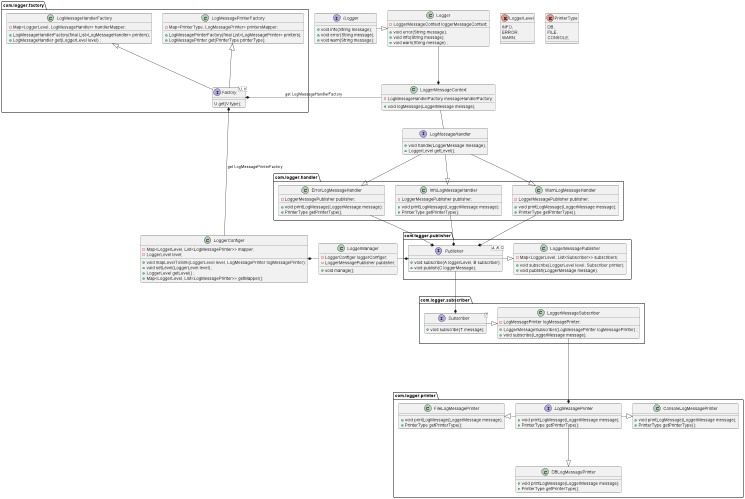 com.logger.factory
LogMessageHandlerFactory
Map<LoggerLevel, LogMessageHandler> handlerMapper;
LogMessageHandlerFactory(final List<LogMessageHandler> printers);
LogMessageHandler get(LoggerLevel level)
LogMessagePrinterFactory
Map<PrinterType, LogMessagePrinter> printersMapper;
LogMessagePrinterFactory(final List<LogMessagePrinter> printers);
LogMessagePrinter get(PrinterType printerType)
Factory
U get(V type);
ILogger
void info(String message);
void error(String message);
void warn(String message);
Logger
LoggerMessageContext loggerMessageContext;
void error(String message);
void info(String message);
void warn(String message)
LoggerLevel
INFO,
ERROR,
WARN,
PrinterType
DB,
FILE,
CONSOLE;
get LogMessageHandlerFactory
LoggerMessageContext
LogMessageHandlerFactory messageHandlerFactory;
void logMessage(LoggerMessage message)
LogMessageHandler
void handle(LoggerMessage message);
LoggerLevel getLevel();
get LogMessagePrinterFactory
com.logger.handler
ErrorLogMessageHandler
LoggerMessagePublisher publisher;
void printLogMessage(LoggerMessage message);
PrinterType getPrinterType();
InfoLogMessageHandler
LoggerMessagePublisher publisher;
void printLogMessage(LoggerMessage message);
PrinterType getPrinterType();
WarnLogMessageHandler
LoggerMessagePublisher publisher;
void printLogMessage(LoggerMessage message);
PrinterType getPrinterType();
LoggerConfiger
Map<LoggerLevel, List<LogMessagePrinter>> mapper;
LoggerLevel level;
void mapLevelToSink(LoggerLevel level, LogMessagePrinter logMessagePrinter);
void setLevel(LoggerLevel level);
LoggerLevel getLevel()
Map<LoggerLevel, List<LogMessagePrinter>> getMapper();
LoggerManager
LoggerConfiger loggerConfiger;
LoggerMessagePublisher publisher;
void manage();
com.logger.publisher
Publisher
void subscribe(A loggerLevel, B subscriber);
void publish(C loggerMessage);
LoggerMessagePublisher
Map<LoggerLevel, List<Subscriber>> subscribers;
void subscribe(LoggerLevel level, Subscriber printer);
void publish(LoggerMessage message);
com.logger.subscriber
Subscriber
void subscribe(T message);
LoggerMessageSubscriber
LogMessagePrinter logMessagePrinter;
LoggerMessageSubscriber(LogMessagePrinter logMessagePrinter)
void subscribe(LoggerMessage message);
com.logger.printer
FileLogMessagePrinter
void printLogMessage(LoggerMessage message);
PrinterType getPrinterType();
LogMessagePrinter
void printLogMessage(LoggerMessage message);
PrinterType getPrinterType();
ConsoleLogMessagePrinter
void printLogMessage(LoggerMessage message);
PrinterType getPrinterType();
DBLogMessagePrinter
void printLogMessage(LoggerMessage message);
PrinterType getPrinterType();